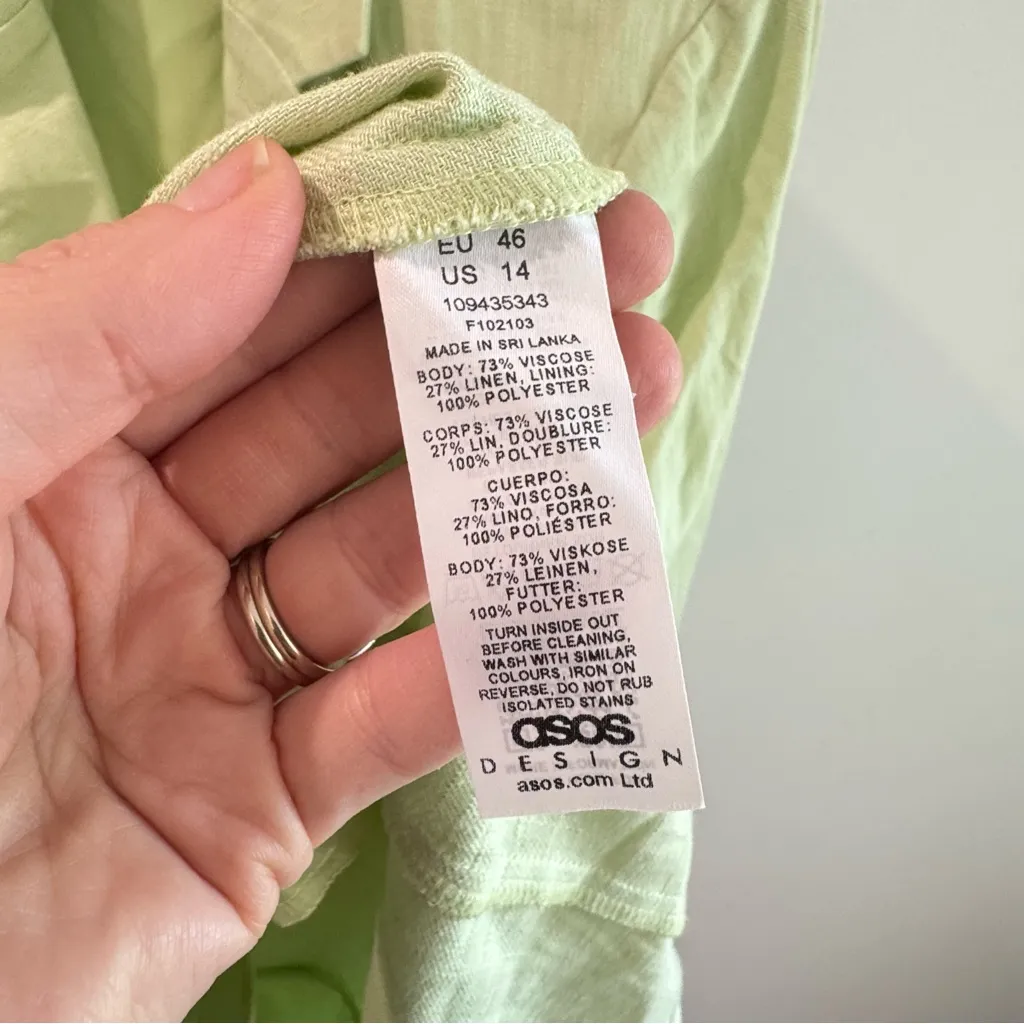 EU 46
US 14
109435343
F102103
MADE IN SRI LANKA
BODY: 73% VISCOSE
27% LINEN, LINING:
100% POLYESTER
CORPS: 73% VISCOSE
27% LIN, DOUBLURE:
100% POLYESTER
CUERPO:
73% VISCOSA
27% LINO, FORRO:
100% POLIÉSTER
BODY: 73% VISKOSE
27% LEINEN,
FUTTER:
100% POLYESTER
TURN INSIDE OUT
BEFORE CLEANING,
WASH WITH SIMILAR
COLOURS, IRON ON
REVERSE, DO NOT RUB
ISOLATED STAINS
asos
DESIGN
asos.com Ltd